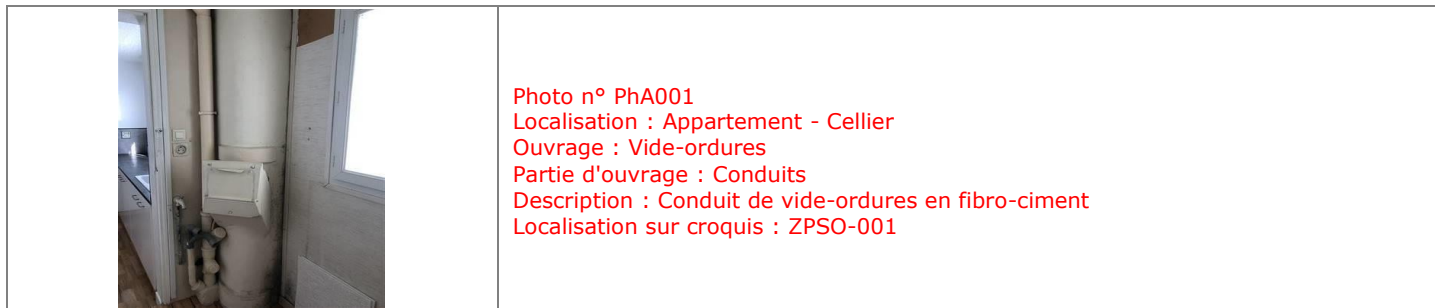 Photo n° PhA001
Localisation : Appartement - Cellier
Ouvrage : Vide-ordures
Partie d'ouvrage : Conduits
Description : Conduit de vide-ordures en fibro-ciment
Localisation sur croquis : ZPSO-001